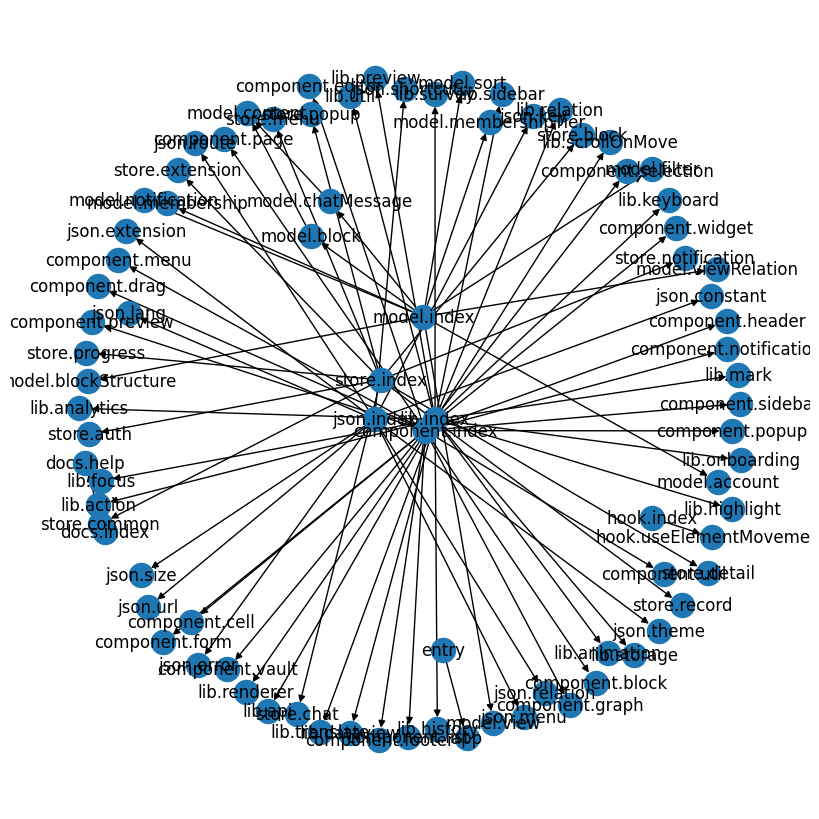 lib.preview
model.sort
component.editor
json.shortcut
lib.util
lib.survey
store.sidebar
lib.relation
model.content
store.popup
store.menu
model.membershipTier
json.key
store.block
component.page
json.route
lib.scrollOnMove
store.extension
component.selection
model.filter
model.notification
model.membership
model.chatMessage
lib.keyboard
json.extension
model.block
component.widget
component.menu
store.notification
model.viewRelation
component.drag
json.constant
json.lang
component.preview
model.index
component.header
store.progress
component.notificatio
nodel.blockStructure
store.index
lib.mark
lib.analytics
json.index
lib.index
component.sideba
store.auth
component.index
component.popup
docs.help
lib.onboarding
lib.focus
model.account
lib.action
lib.highlight
store.common
hook.index
docs.index
hook.useElementMoveme
json.size
component.util
store.detail
json.url
store.record
component.cell
json.theme
component.form
entry
lib.animation
lib.storage
json.error
component.vault
component.block
lib.renderer
json.relation
component.graph
lib.api
store.chat
json.menu
model.view
lib.history
lib.translate
component.footer
app